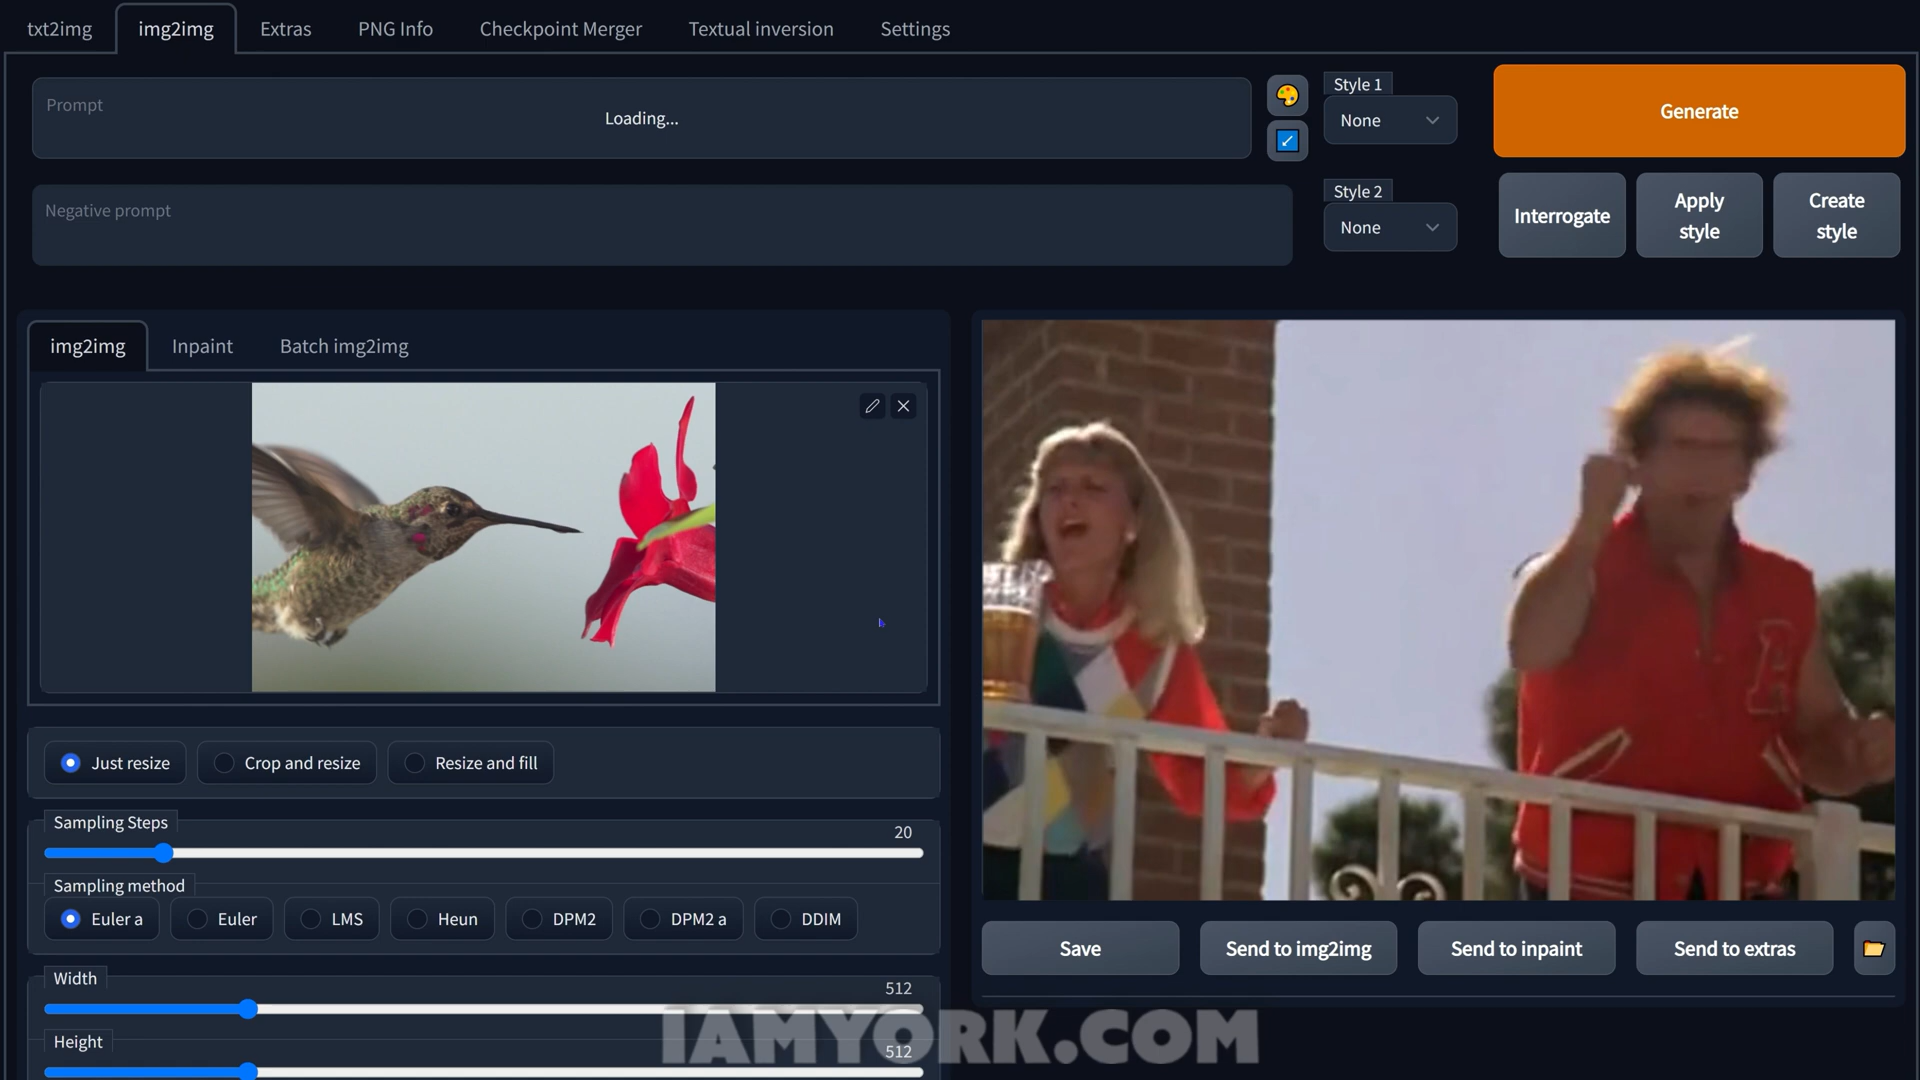 txt2img img2img Extras PNG Info Checkpoint Merger Textual inversion Settings
Prompt
Loading...
Style 1
None
Generate
Negative prompt
Style 2
None
Interrogate
Apply
style
Create
style
img2img Inpaint Batch img2img
Just resize Crop and resize Resize and fill
Sampling Steps
20
Sampling method
Euler a Euler LMS Heun DPM2 DPM2 a DDIM
Width
512
Height
512
A
Save Send to img2img Send to inpaint Send to extras
IAMYORK.COM